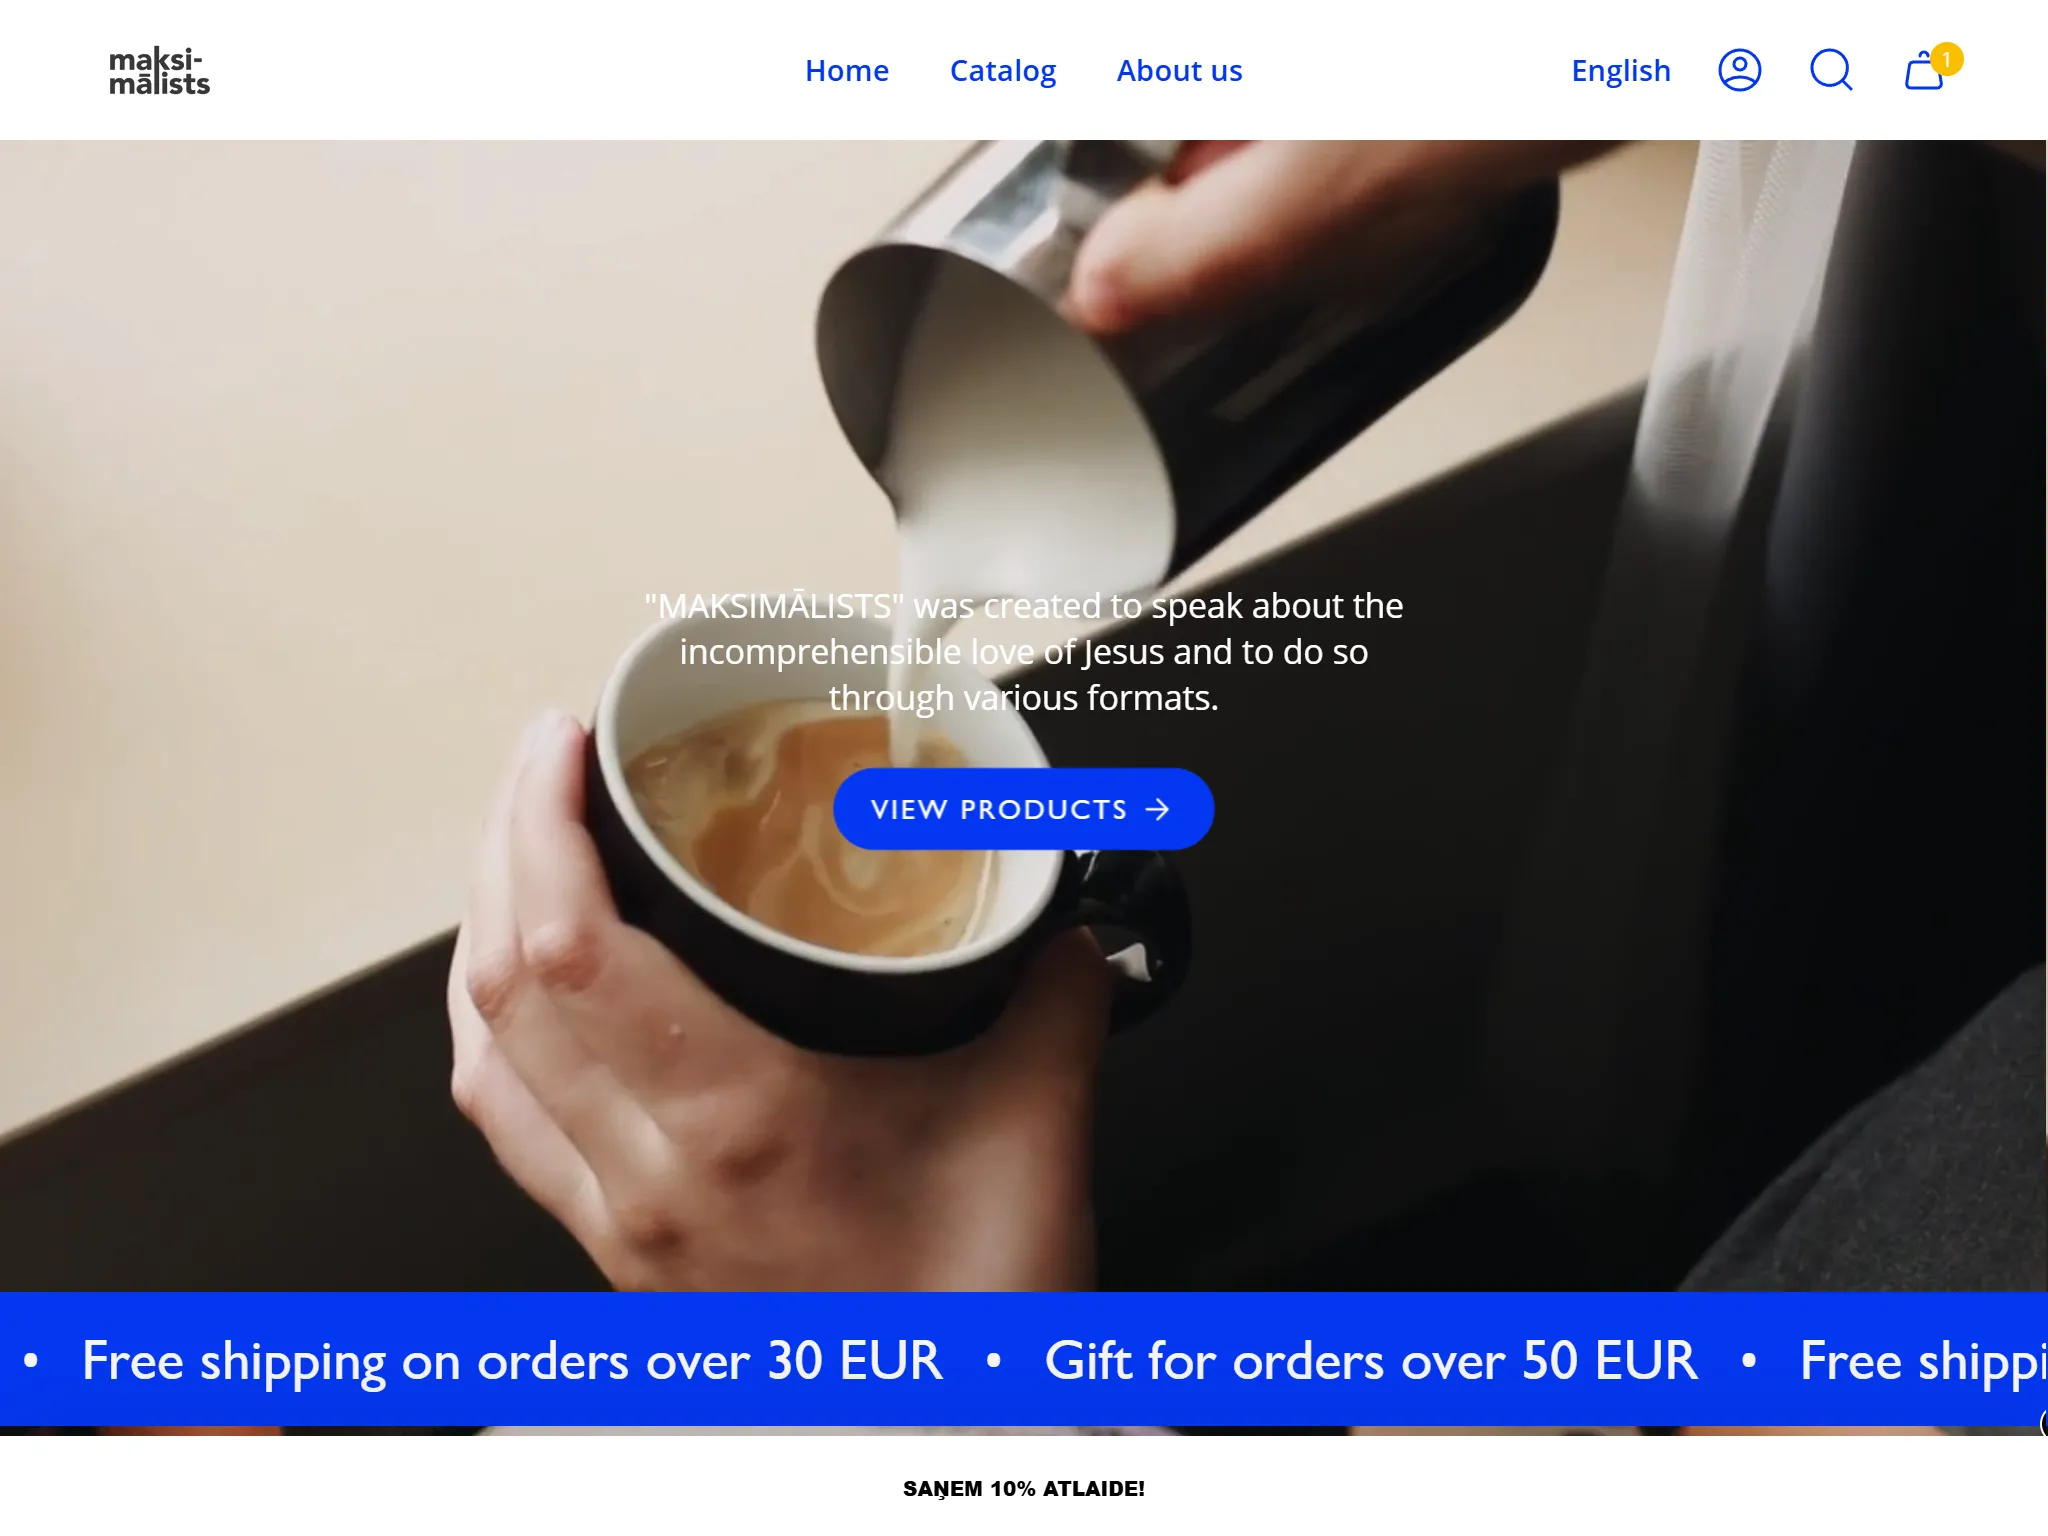 maksi-
mālists
Home
Catalog
About us
English
1
"MAKSIMĀLISTS" was created to speak about the
incomprehensible love of Jesus and to do so
through various formats.
VIEW PRODUCTS →
• Free shipping on orders over 30 EUR • Gift for orders over 50 EUR • Free shippi
SAŅEM 10% ATLAIDE!